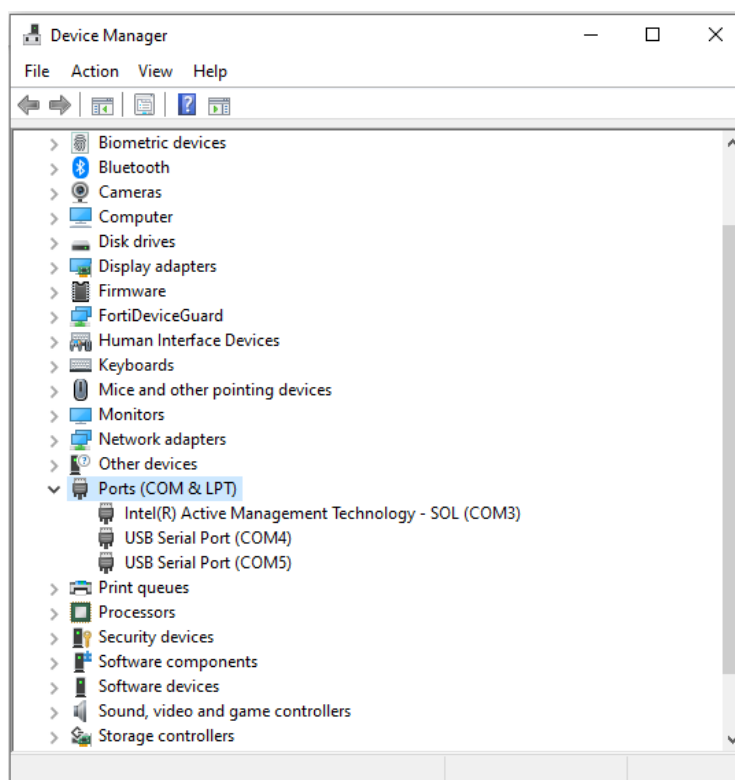 Device Manager
File Action View Help
Biometric devices
Bluetooth
Cameras
Computer
Disk drives
Display adapters
Firmware
FortiDeviceGuard
Human Interface Devices
Keyboards
Mice and other pointing devices
Monitors
Network adapters
Other devices
Ports (COM & LPT)
Intel(R) Active Management Technology - SOL (COM3)
USB Serial Port (COM4)
USB Serial Port (COM5)
Print queues
Processors
Security devices
Software components
Software devices
Sound, video and game controllers
Storage controllers